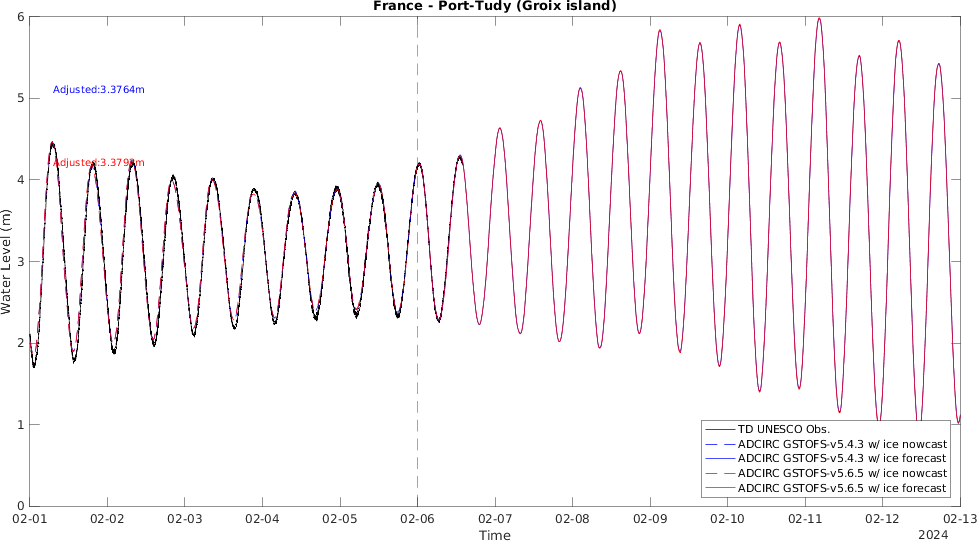 France - Port-Tudy (Groix island)
Water Level (m)
6
5
4
3
2
1
0
Adjusted:3.3764m
Adjusted:3.3795m
TD UNESCO Obs.
ADCIRC GSTOFS-v5.4.3 w/ ice nowcast
ADCIRC GSTOFS-v5.4.3 w/ ice forecast
ADCIRC GSTOFS-v5.6.5 w/ ice nowcast
ADCIRC GSTOFS-v5.6.5 w/ ice forecast
02-01 02-02 02-03 02-04 02-05 02-06 02-07 02-08 02-09 02-10 02-11 02-12 02-13
Time
2024